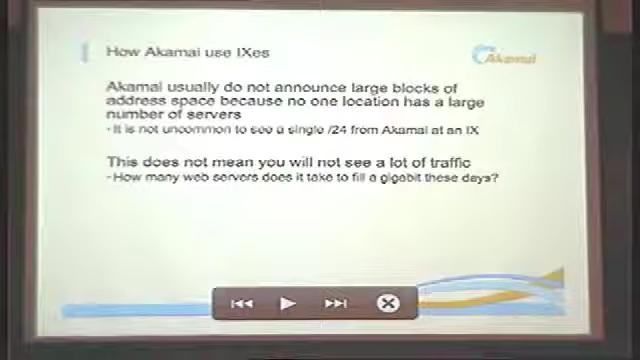 How Akamai use IXes
Akamai
Akamai usually do not announce large blocks of
address space because no one location has a large
number of servers
- It is not uncommon to see a single /24 from Akamai at an IX
This does not mean you will not see a lot of traffic
- How many web servers does it take to fill a gigabit these days?